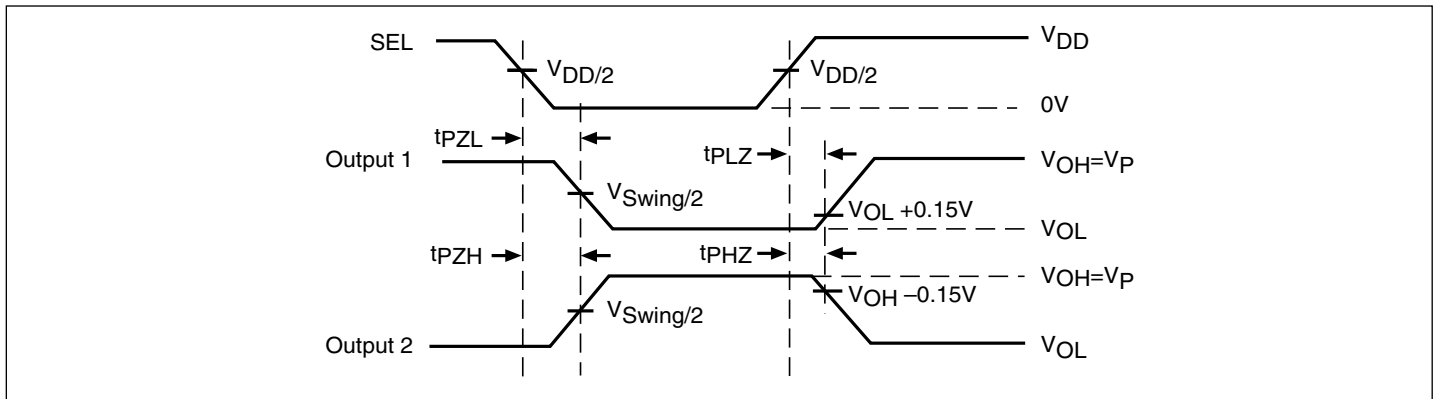 SEL
VDD/2
VDD/2
VDD
0V
tPZL
tPLZ
Output 1
VSwing/2
VOH=VP
VOL +0.15V
VOL
tPZH
tPHZ
VOH=VP
VOH –0.15V
VSwing/2
Output 2
VOL